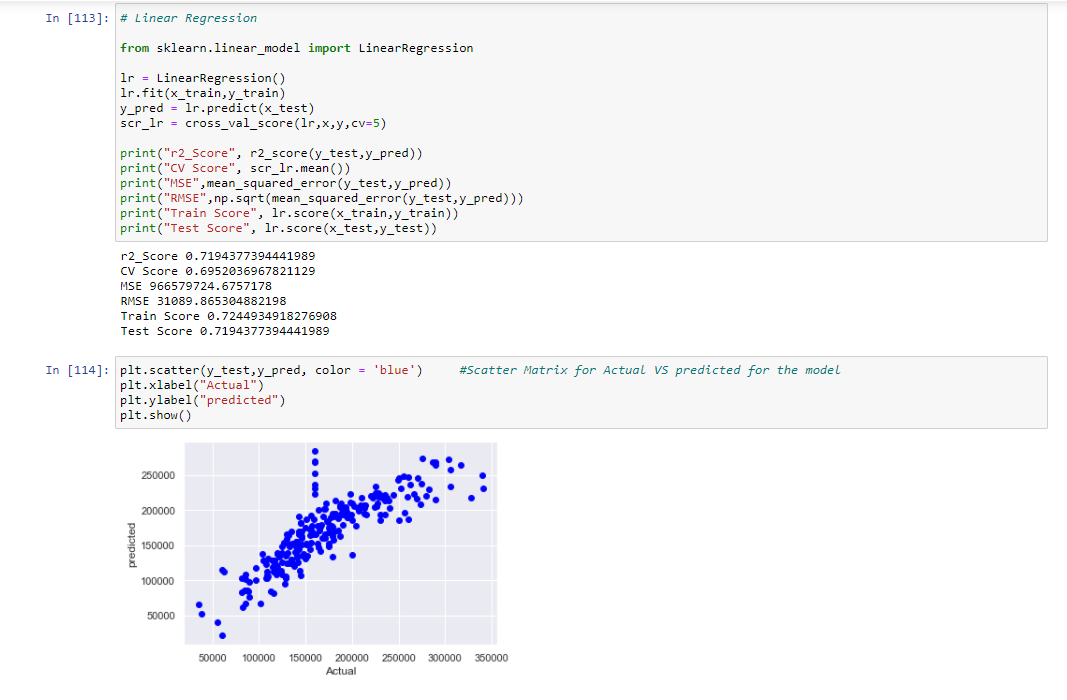 In [113]: # Linear Regression
from sklearn.linear_model import LinearRegression
lr = LinearRegression()
lr.fit(x_train,y_train)
y_pred = lr.predict(x_test)
scr_lr = cross_val_score(lr,x,y,cv=5)
print("r2_Score", r2_score(y_test,y_pred))
print("CV Score", scr_lr.mean())
print("MSE",mean_squared_error(y_test,y_pred))
print("RMSE",np.sqrt(mean_squared_error(y_test,y_pred)))
print("Train Score", lr.score(x_train,y_train))
print("Test Score", lr.score(x_test,y_test))
r2_Score 0.7194377394441989
CV Score 0.6952036967821129
MSE 966579724.6757178
RMSE 31089.865304882198
Train Score 0.7244934918276908
Test Score 0.7194377394441989
In [114]: plt.scatter(y_test,y_pred, color = 'blue') #Scatter Matrix for Actual VS predicted for the model
plt.xlabel("Actual")
plt.ylabel("predicted")
plt.show()
250000
200000
150000
100000
50000
predicted
50000 100000 150000 200000 250000 300000 350000
Actual